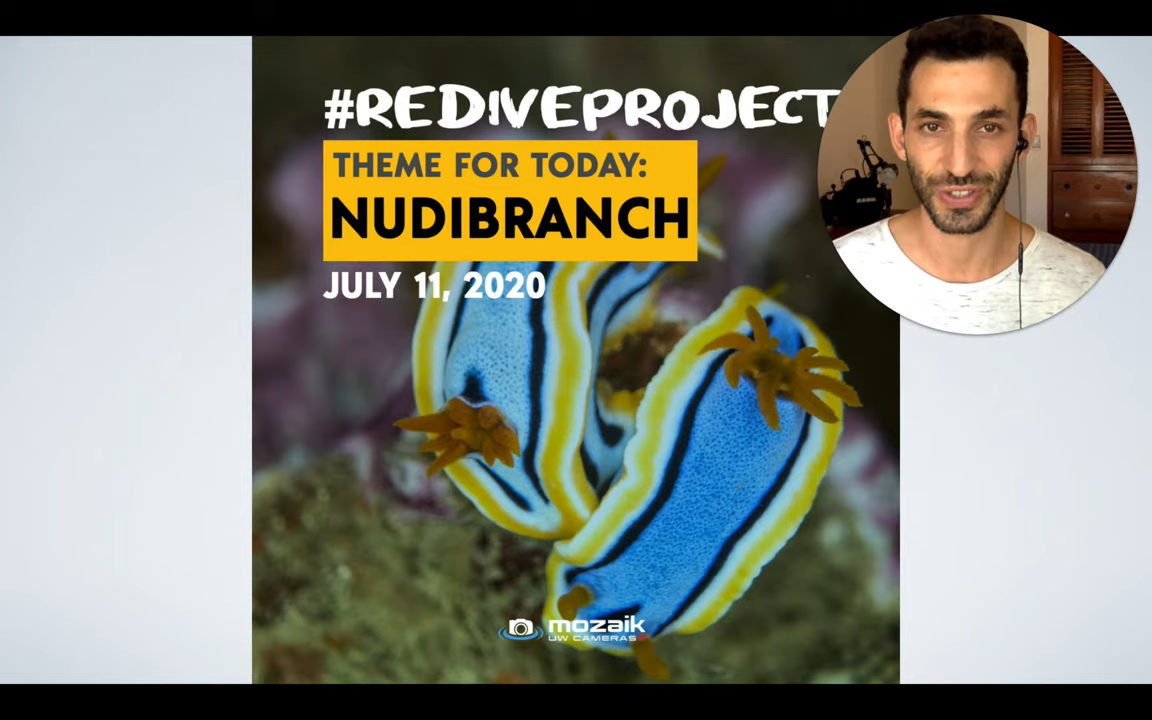 #REDIVEPROJECT
THEME FOR TODAY:
NUDIBRANCH
JULY 11, 2020
mozaik
UW CAMERAS